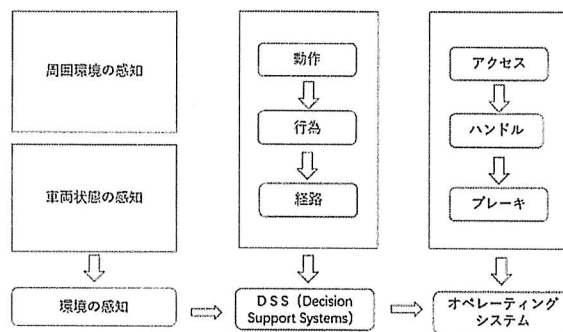 周囲環境の感知
車両状態の感知
環境の感知
動作
行為
経路
DSS（Decision
Support Systems）
アクセス
ハンドル
ブレーキ
オペレーティング
システム